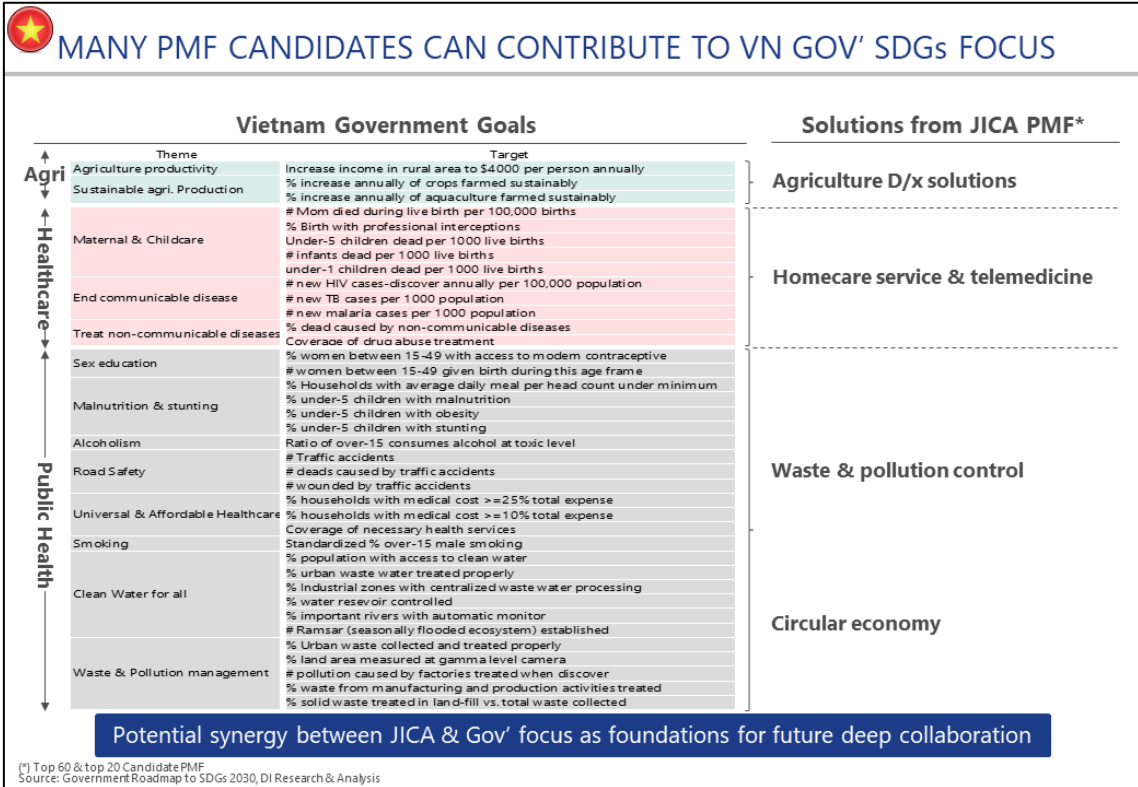 MANY PMF CANDIDATES CAN CONTRIBUTE TO VN GOV’ SDGs FOCUS
Vietnam Government Goals
Solutions from JICA PMF*
Theme
Target
Agri
Agriculture productivity
Increase income in rural area to $4000 per person annually
Sustainable agri. Production
% increase annually of crops farmed sustainably
% increase annually of aquaculture farmed sustainably
Agriculture D/x solutions
Healthcare
Maternal & Childcare
# Mom died during live birth per 100,000 births
% Birth with professional interceptions
Under-5 children dead per 1000 live births
# infants dead per 1000 live births
under-1 children dead per 1000 live births
End communicable disease
# new HIV cases-discover annually per 100,000 population
# new TB cases per 1000 population
# new malaria cases per 1000 population
Treat non-communicable diseases
% dead caused by non-communicable diseases
Coverage of drug abuse treatment
Homecare service & telemedicine
Public Health
Sex education
% women between 15-49 with access to modern contraceptive
# women between 15-49 given birth during this age frame
Malnutrition & stunting
% Households with average daily meal per head count under minimum
% under-5 children with malnutrition
% under-5 children with obesity
% under-5 children with stunting
Alcoholism
Ratio of over-15 consumes alcohol at toxic level
Road Safety
# Traffic accidents
# deads caused by traffic accidents
# wounded by traffic accidents
Universal & Affordable Healthcare
% households with medical cost >=25% total expense
% households with medical cost >=10% total expense
Coverage of necessary health services
Smoking
Standardized % over-15 male smoking
Clean Water for all
% population with access to clean water
% urban waste water treated properly
% Industrial zones with centralized waste water processing
% water resevoir controlled
% important rivers with automatic monitor
# Ramsar (seasonally flooded ecosystem) established
Waste & Pollution management
% Urban waste collected and treated properly
% land area measured at gamma level camera
# pollution caused by factories treated when discover
% waste from manufacturing and production activities treated
% solid waste treated in land-fill vs. total waste collected
Waste & pollution control
Circular economy
Potential synergy between JICA & Gov’ focus as foundations for future deep collaboration
(*) Top 60 & top 20 Candidate PMF
Source: Government Roadmap to SDGs 2030, DI Research & Analysis